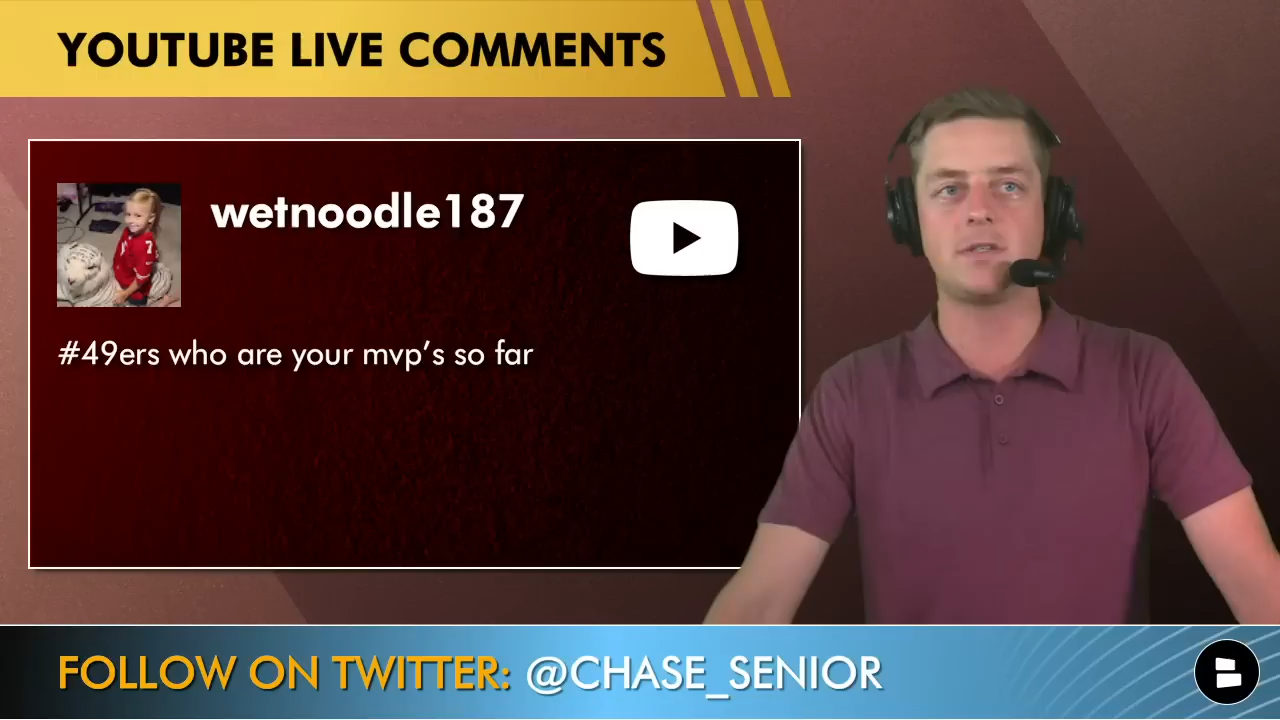 YOUTUBE LIVE COMMENTS
wetnoodle187
#49ers who are your mvp’s so far
FOLLOW ON TWITTER: @CHASE_SENIOR